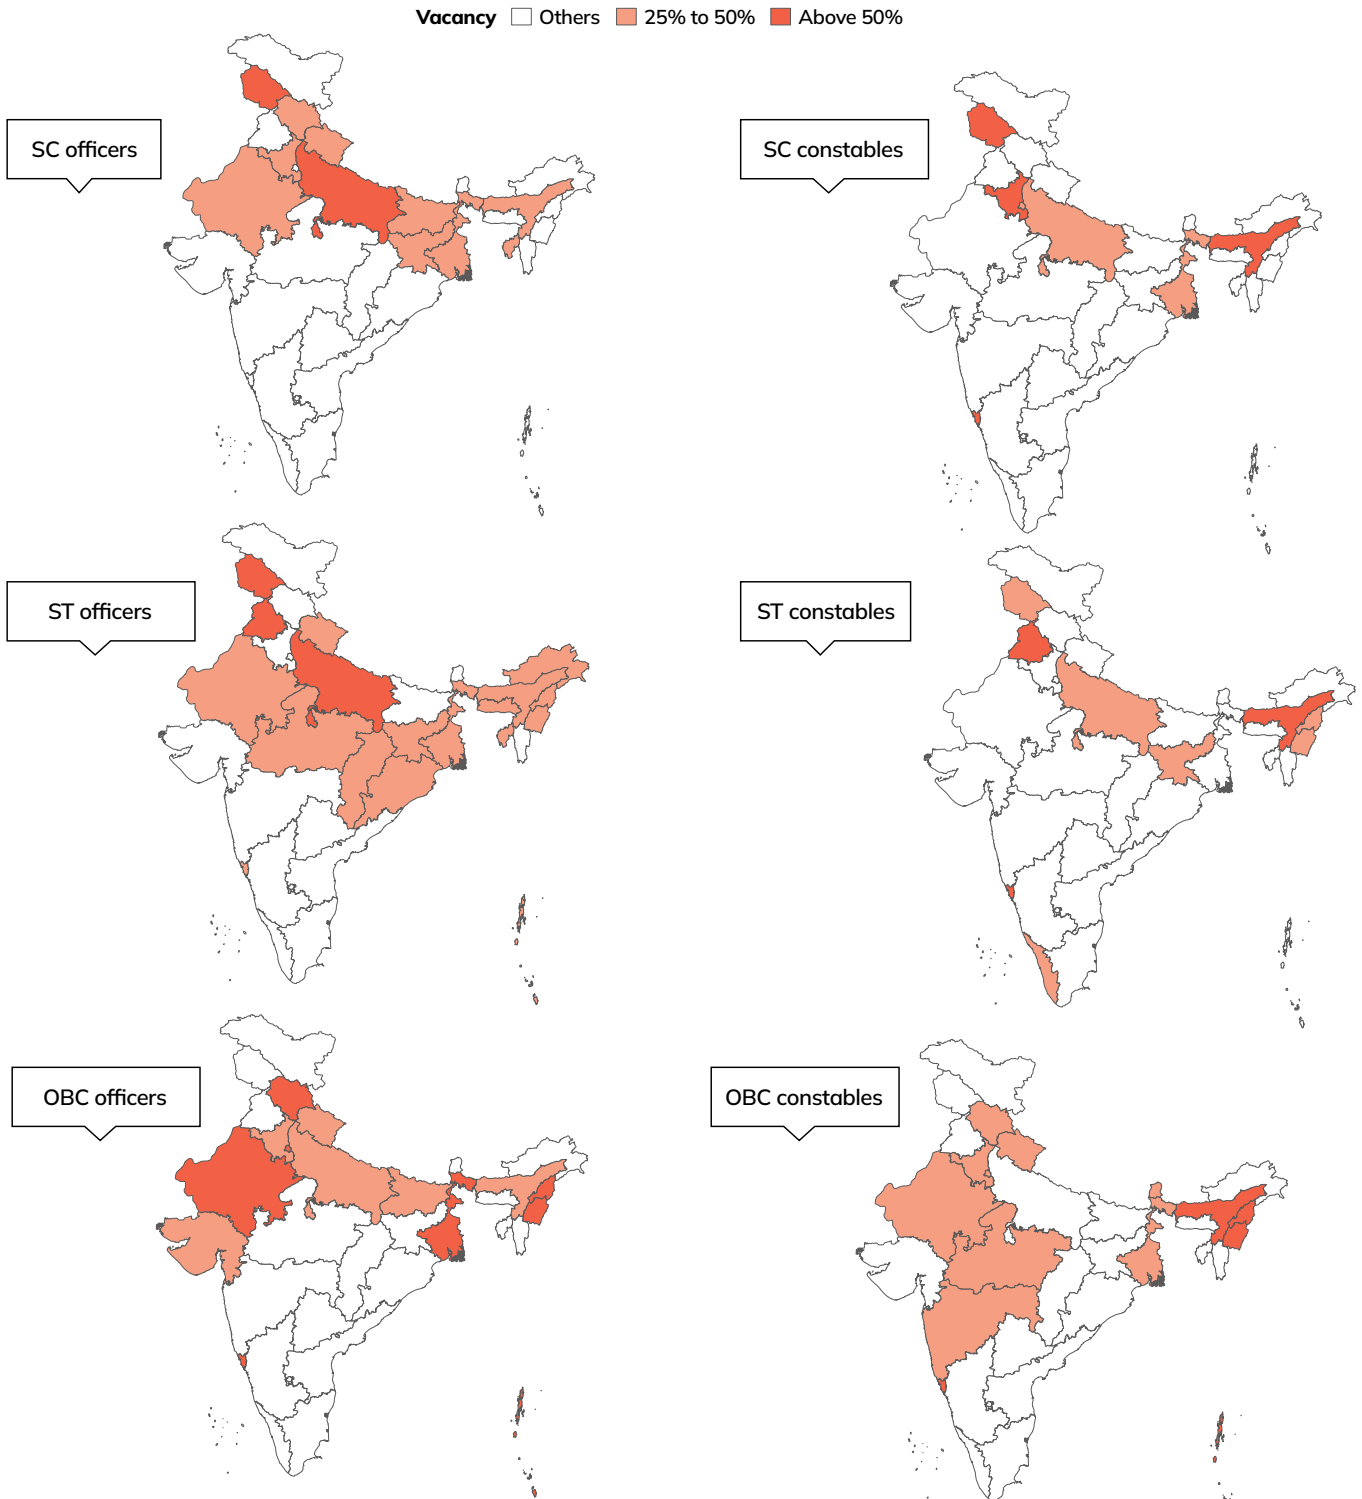 Vacancy Others 25% to 50% Above 50%
SC officers
SC constables
ST officers
ST constables
OBC officers
OBC constables